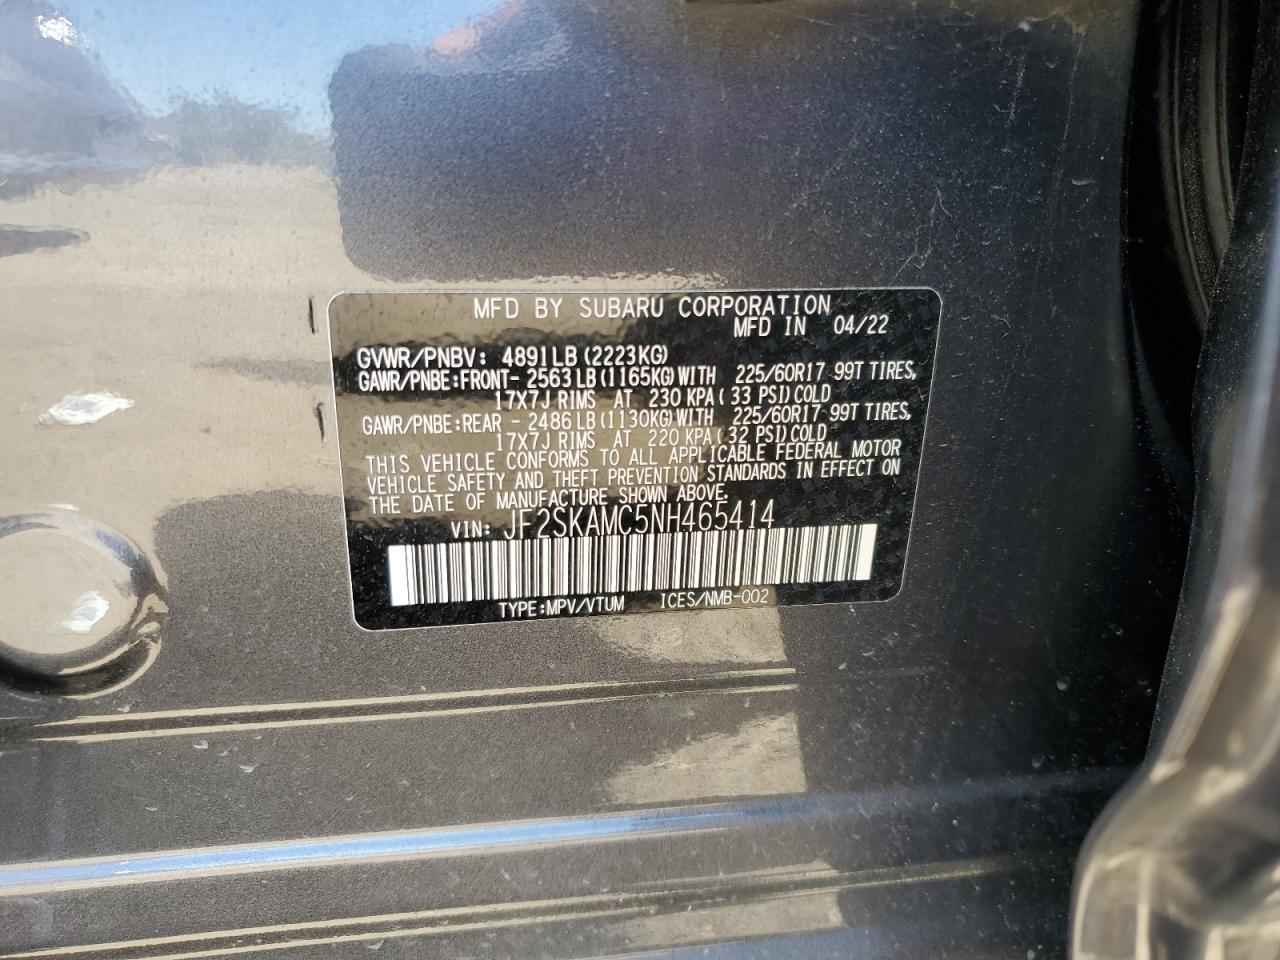 MFD BY SUBARU CORPORATION
MFD IN 04/22
GVWR/PNBV: 4891LB (2223KG)
GAWR/PNBE:FRONT- 2563LB (1165KG) WITH 225/60R17 99T TIRES,
17X7J RIMS AT 230 KPA ( 33 PSI) COLD
GAWR/PNBE:REAR - 2486LB (1130KG) WITH 225/60R17 99T TIRES,
17X7J RIMS AT 220 KPA ( 32 PSI) COLD
THIS VEHICLE CONFORMS TO ALL APPLICABLE FEDERAL MOTOR
VEHICLE SAFETY AND THEFT PREVENTION STANDARDS IN EFFECT ON
THE DATE OF MANUFACTURE SHOWN ABOVE.
VIN: JF2SKAMC5NH465414
TYPE:MPV/VTUM ICES/NMB-002